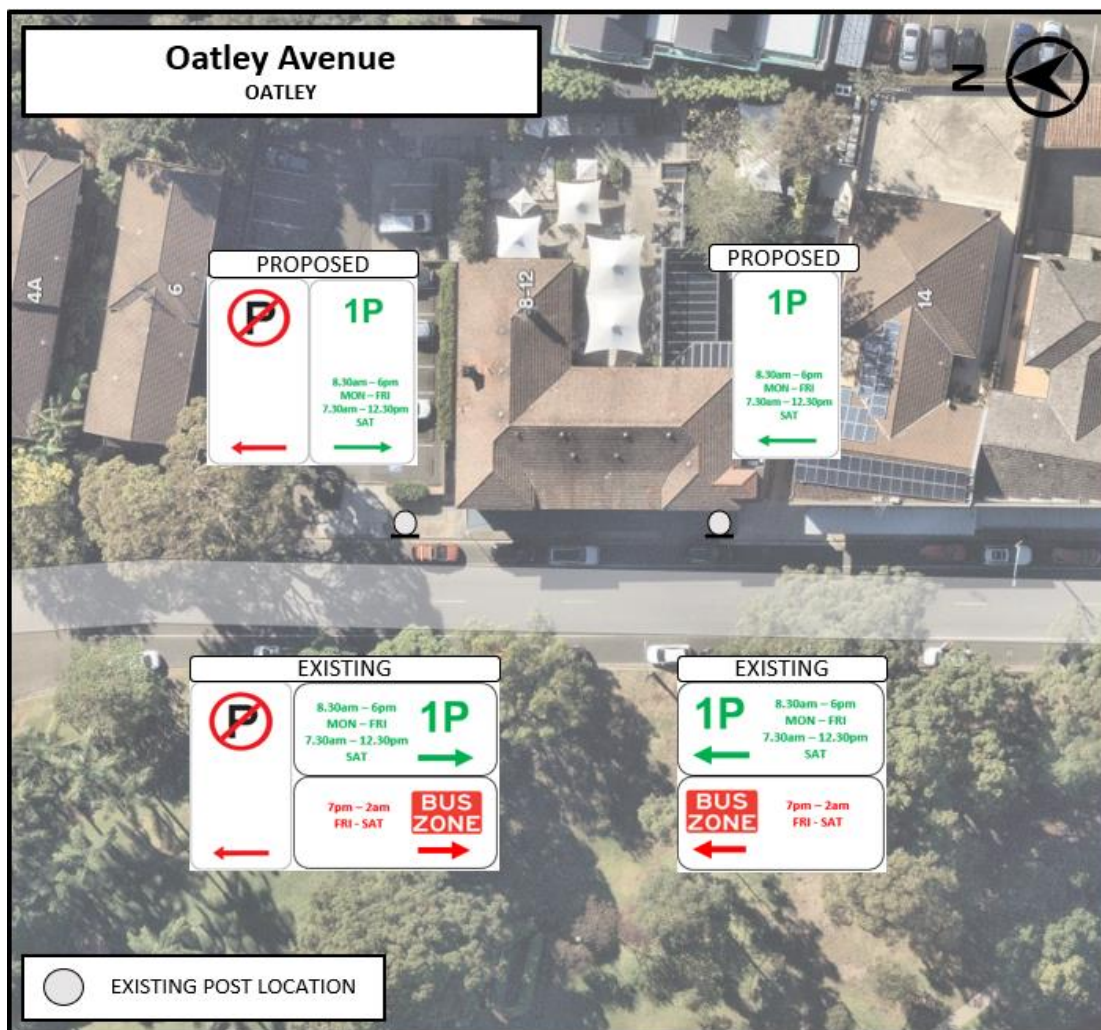 Oatley Avenue
OATLEY
N
4A
6
8-12
14
PROPOSED
P
1P
8.30am – 6pm
MON – FRI
7.30am – 12.30pm
SAT
PROPOSED
1P
8.30am – 6pm
MON – FRI
7.30am – 12.30pm
SAT
EXISTING
P
8.30am – 6pm
MON – FRI
7.30am – 12.30pm
SAT
1P
7pm – 2am
FRI - SAT
BUS
ZONE
EXISTING
1P
8.30am – 6pm
MON – FRI
7.30am – 12.30pm
SAT
BUS
ZONE
7pm – 2am
FRI - SAT
EXISTING POST LOCATION